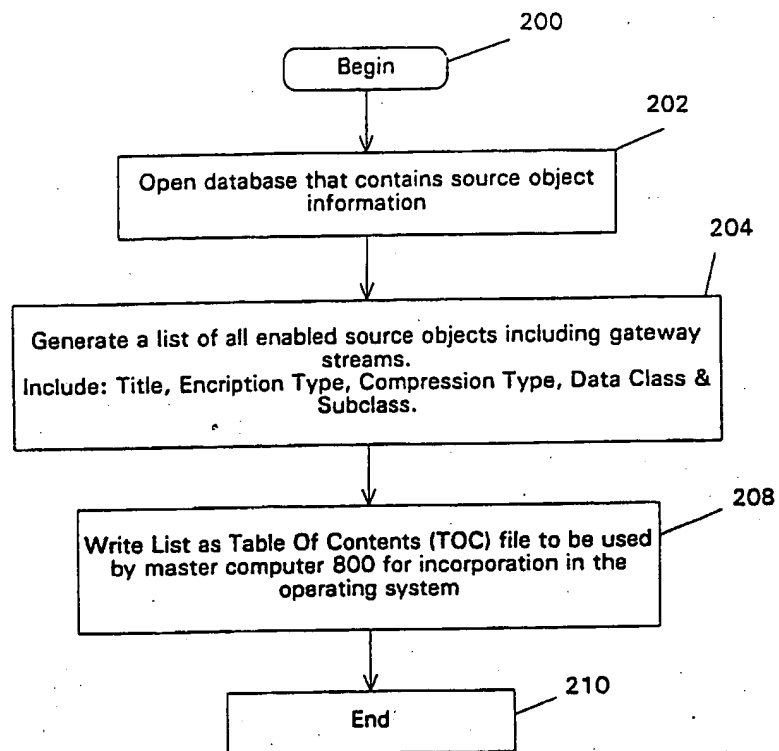 200
Begin
202
Open database that contains source object
information
204
Generate a list of all enabled source objects including gateway
streams.
Include: Title, Encription Type, Compression Type, Data Class &
Subclass.
208
Write List as Table Of Contents (TOC) file to be used
by master computer 800 for incorporation in the
operating system
210
End